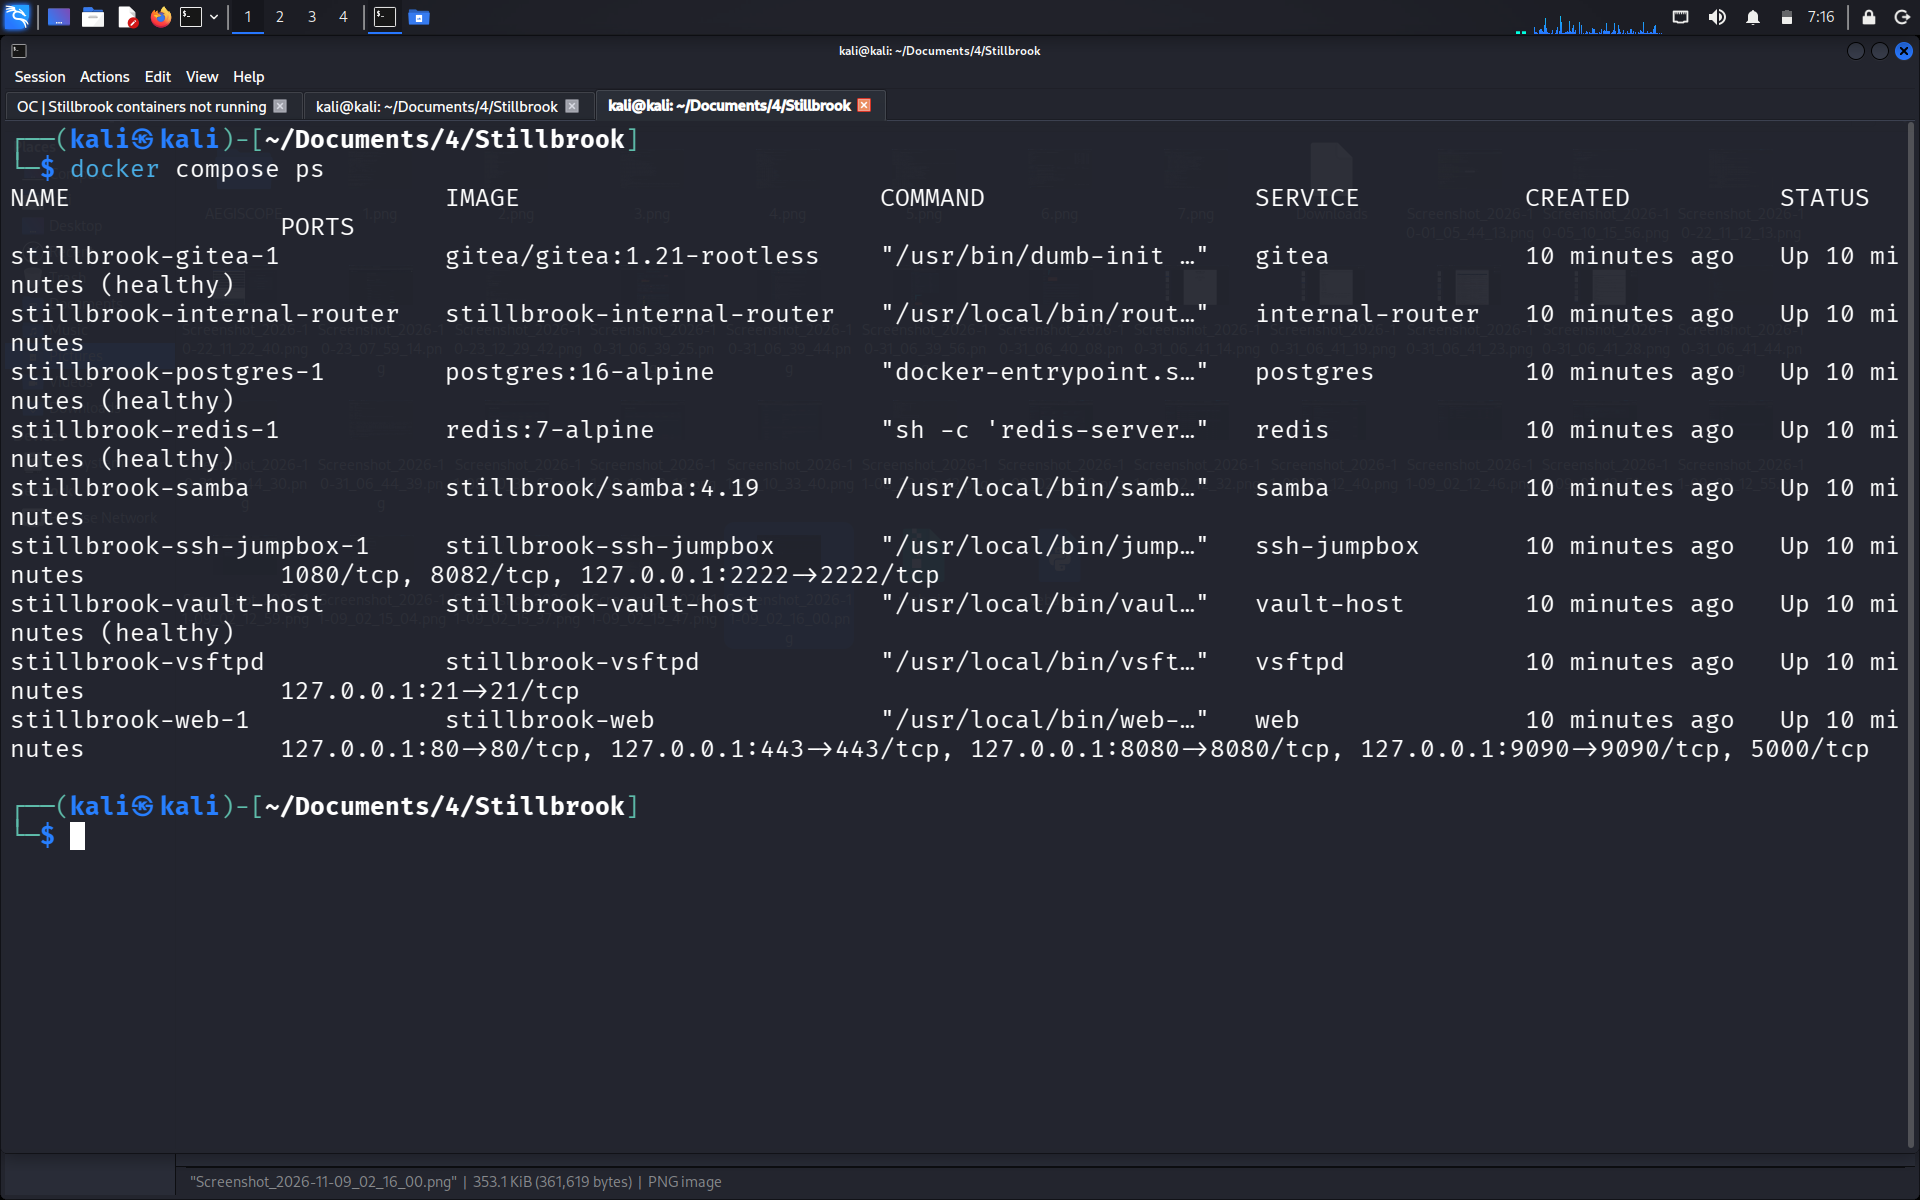 1 2 3 4 7:16
kali@kali: ~/Documents/4/Stillbrook
Session Actions Edit View Help
OC | Stillbrook containers not running kali@kali: ~/Documents/4/Stillbrook kali@kali: ~/Documents/4/Stillbrook
┌──(kali㉿kali)-[~/Documents/4/Stillbrook]
└─$ docker compose ps
NAME IMAGE COMMAND SERVICE CREATED STATUS
PORTS
stillbrook-gitea-1 gitea/gitea:1.21-rootless "/usr/bin/dumb-init …" gitea 10 minutes ago Up 10 mi
nutes (healthy)
stillbrook-internal-router stillbrook-internal-router "/usr/local/bin/rout…" internal-router 10 minutes ago Up 10 mi
nutes
stillbrook-postgres-1 postgres:16-alpine "docker-entrypoint.s…" postgres 10 minutes ago Up 10 mi
nutes (healthy)
stillbrook-redis-1 redis:7-alpine "sh -c 'redis-server…" redis 10 minutes ago Up 10 mi
nutes (healthy)
stillbrook-samba stillbrook/samba:4.19 "/usr/local/bin/samb…" samba 10 minutes ago Up 10 mi
nutes
stillbrook-ssh-jumpbox-1 stillbrook-ssh-jumpbox "/usr/local/bin/jump…" ssh-jumpbox 10 minutes ago Up 10 mi
nutes 1080/tcp, 8082/tcp, 127.0.0.1:2222->2222/tcp
stillbrook-vault-host stillbrook-vault-host "/usr/local/bin/vaul…" vault-host 10 minutes ago Up 10 mi
nutes (healthy)
stillbrook-vsftpd stillbrook-vsftpd "/usr/local/bin/vsft…" vsftpd 10 minutes ago Up 10 mi
nutes 127.0.0.1:21->21/tcp
stillbrook-web-1 stillbrook-web "/usr/local/bin/web-…" web 10 minutes ago Up 10 mi
nutes 127.0.0.1:80->80/tcp, 127.0.0.1:443->443/tcp, 127.0.0.1:8080->8080/tcp, 127.0.0.1:9090->9090/tcp, 5000/tcp
┌──(kali㉿kali)-[~/Documents/4/Stillbrook]
└─$
"Screenshot_2026-11-09_02_16_00.png" | 353.1 KiB (361,619 bytes) | PNG image